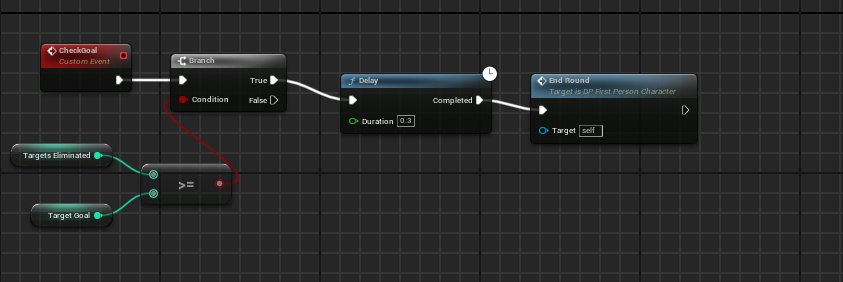 CheckGoal
Custom Event
Branch
True
Condition
False
Delay
Completed
Duration 0.3
End Round
Target is BP First Person Character
Target self
Targets Eliminated
>=
Target Goal